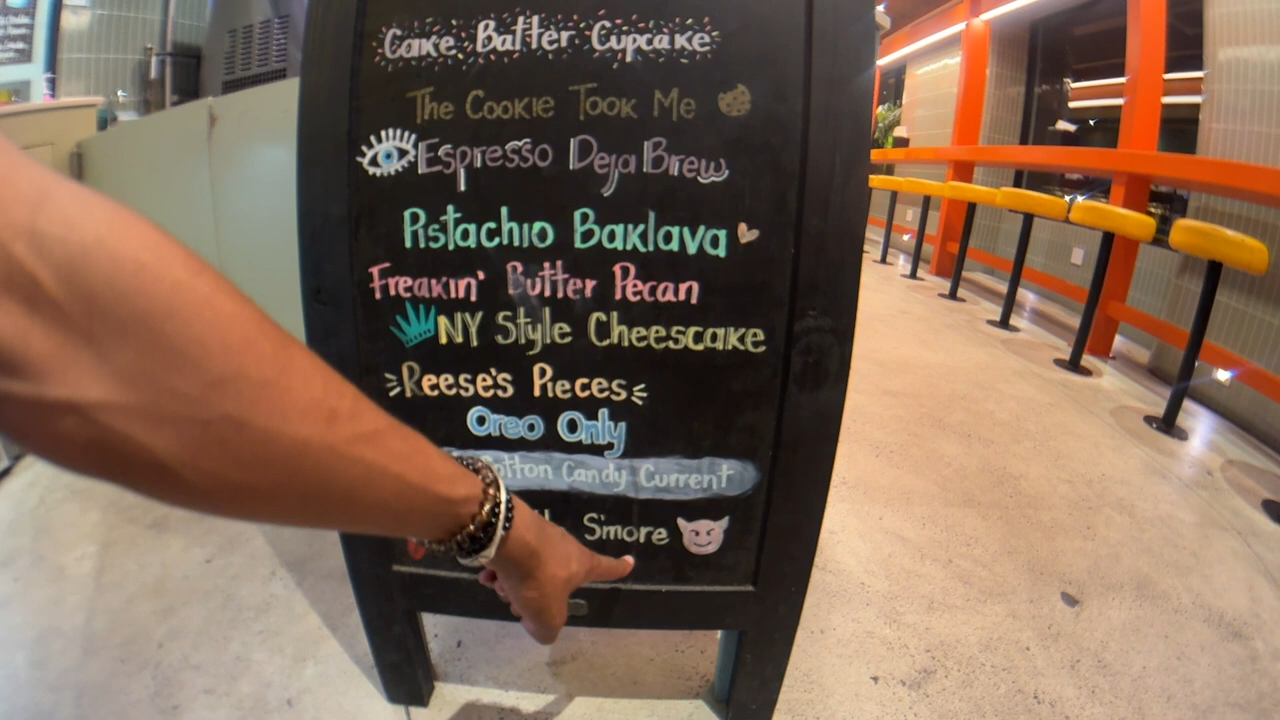 Cake Batter Cupcake
The Cookie Took Me
Espresso Deja Brew
Pistachio Baklava
Freakin' Butter Pecan
NY Style Cheescake
Reese's Pieces
Oreo Only
Cotton Candy Current
S'more